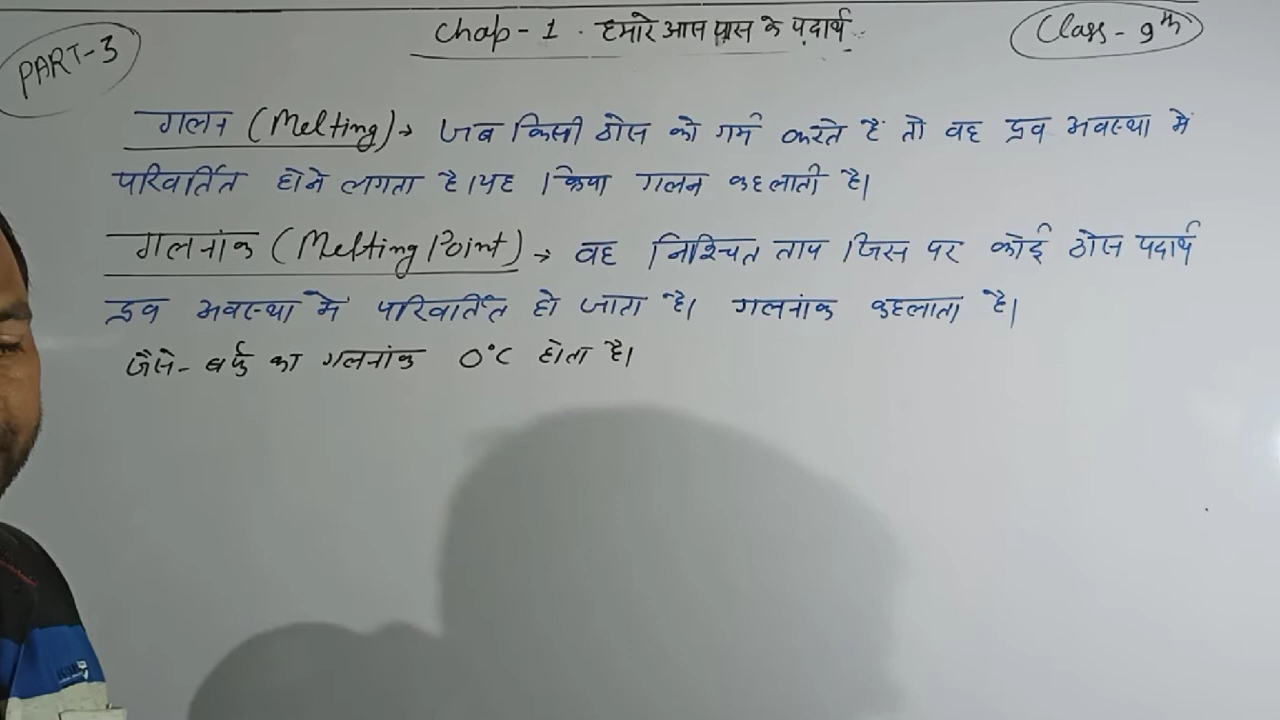 PART-3
Chap-1. हमारे आस पास के पदार्थ
Class-9th
गलन (Melting)→ जब किसी ठोस को गर्म करते हैं तो वह द्रव अवस्था में
परिवर्तित होने लगता है। यह क्रिया गलन कहलाती है।
गलनांक (Melting Point)→ वह निश्चित ताप जिस पर कोई ठोस पदार्थ
द्रव अवस्था में परिवर्तित हो जाता है। गलनांक कहलाता है।
जैसे- बर्फ का गलनांक 0°C होता है।